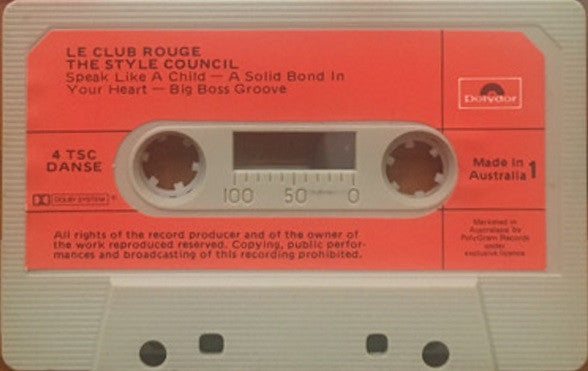 LE CLUB ROUGE
THE STYLE COUNCIL
Speak Like A Child — A Solid Bond In
Your Heart — Big Boss Groove
Polydor
4 TSC
DANSE
DOLBY SYSTEM
100 50 0
Made in
Australia 1
All rights of the record producer and of the owner of
the work reproduced reserved. Copying, public perfor-
mances and broadcasting of this recording prohibited.
Marketed in
Australasia by
PolyGram Records
under
exclusive licence